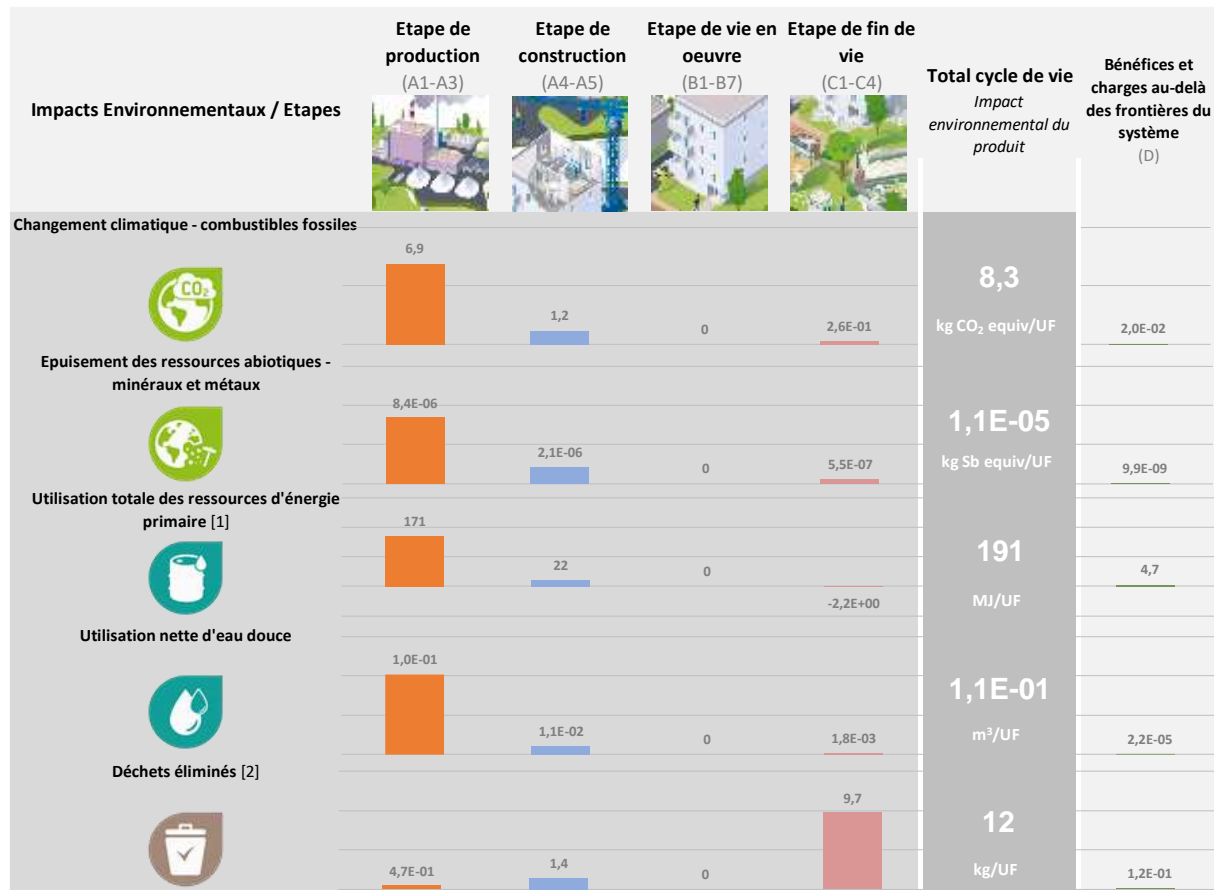 Impacts Environnementaux / Etapes
Etape de
production
(A1-A3)
Etape de
construction
(A4-A5)
Etape de vie en
oeuvre
(B1-B7)
Etape de fin de
vie
(C1-C4)
Total cycle de vie
Impact
environnemental du
produit
Bénéfices et
charges au-delà
des frontières du
système
(D)
Changement climatique - combustibles fossiles
CO2
6,9
1,2
0
2,6E-01
8,3
kg CO₂ equiv/UF
2,0E-02
Epuisement des ressources abiotiques -
minéraux et métaux
8,4E-06
2,1E-06
0
5,5E-07
1,1E-05
kg Sb equiv/UF
9,9E-09
Utilisation totale des ressources d'énergie
primaire [1]
171
22
0
-2,2E+00
191
MJ/UF
4,7
Utilisation nette d'eau douce
1,0E-01
1,1E-02
0
1,8E-03
1,1E-01
m³/UF
2,2E-05
Déchets éliminés [2]
4,7E-01
1,4
0
9,7
12
kg/UF
1,2E-01